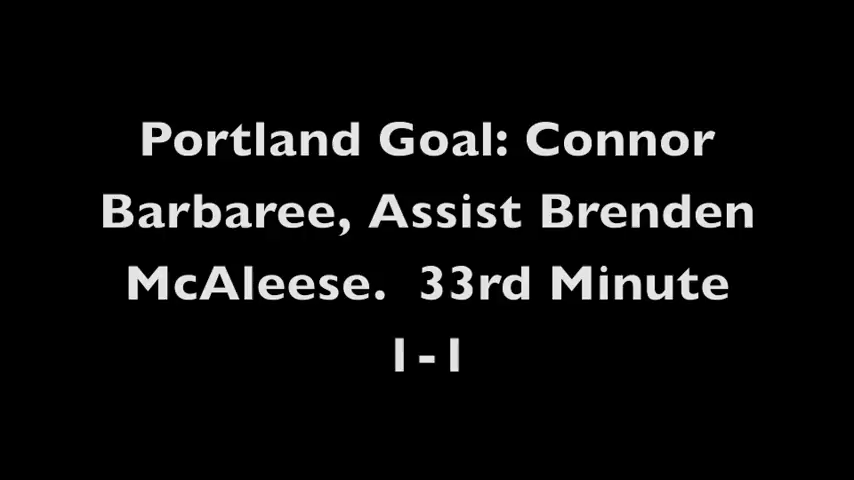 Portland Goal: Connor
Barbaree, Assist Brenden
McAleese.  33rd Minute
1-1